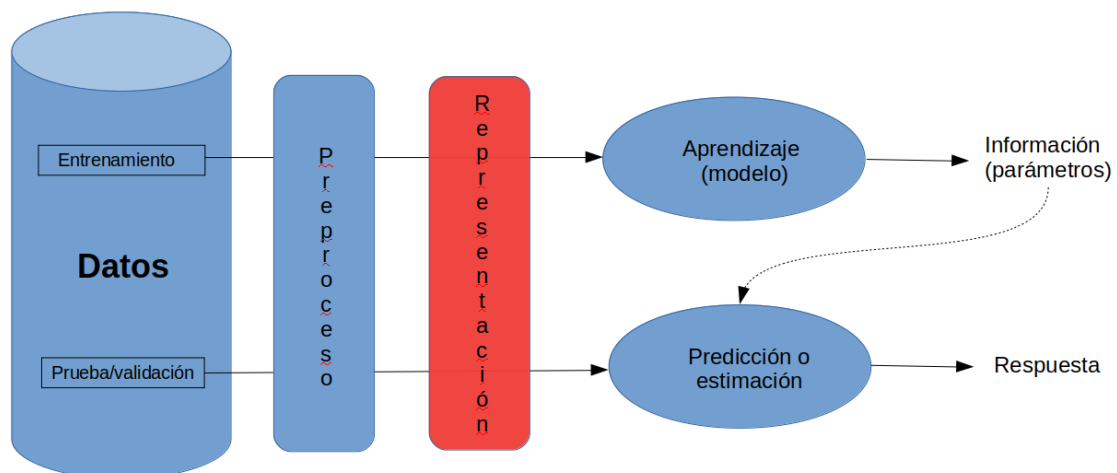 Datos
Entrenamiento
Prueba/validación
Preproceso
Representación
Aprendizaje
(modelo)
Información
(parámetros)
Predicción o
estimación
Respuesta